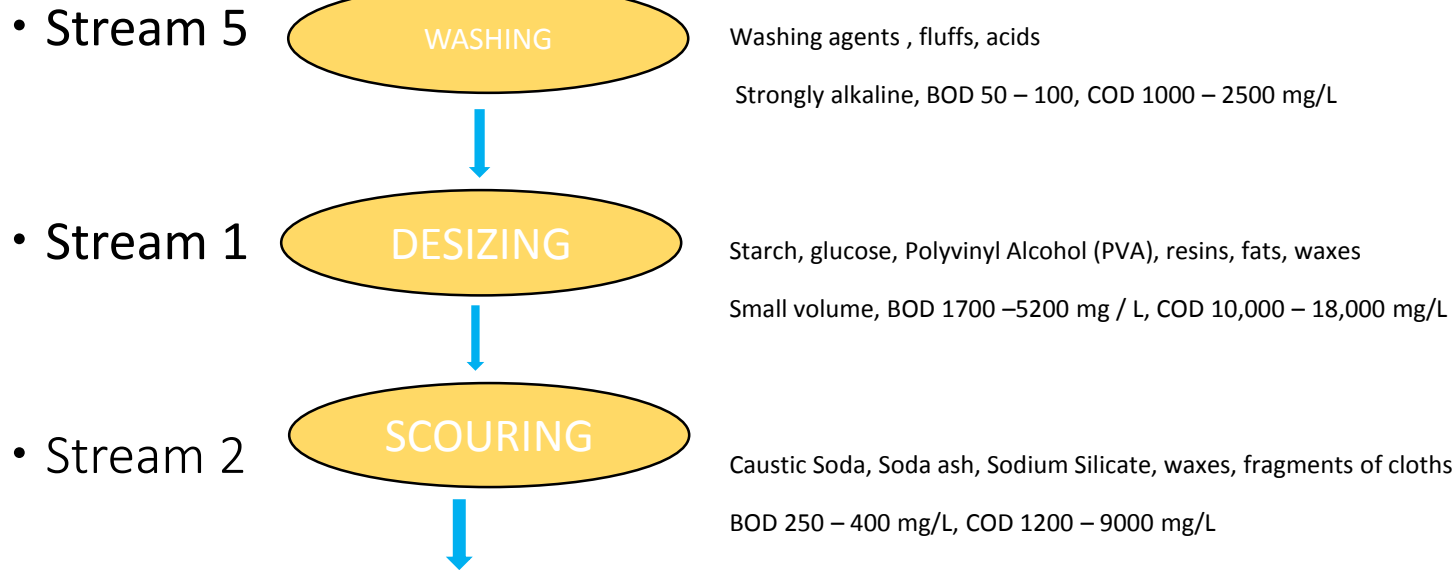 • Stream 5
WASHING
Washing agents , fluffs, acids
Strongly alkaline, BOD 50 – 100, COD 1000 – 2500 mg/L
• Stream 1
DESIZING
Starch, glucose, Polyvinyl Alcohol (PVA), resins, fats, waxes
Small volume, BOD 1700 –5200 mg / L, COD 10,000 – 18,000 mg/L
• Stream 2
SCOURING
Caustic Soda, Soda ash, Sodium Silicate, waxes, fragments of cloths
BOD 250 – 400 mg/L, COD 1200 – 9000 mg/L